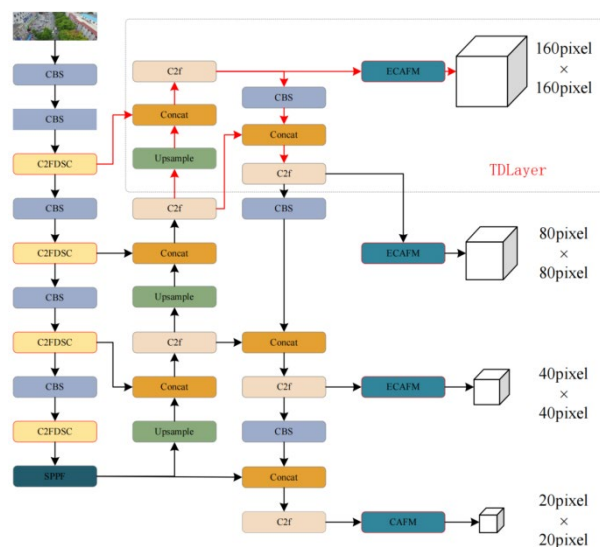 C2f
ECAFM
160pixel
×
160pixel
CBS
CBS
CBS
Concat
Concat
C2FDSC
Upsample
C2f
TDLayer
CBS
C2f
CBS
C2FDSC
Concat
ECAFM
80pixel
×
80pixel
CBS
Upsample
C2FDSC
C2f
Concat
CBS
Concat
C2f
ECAFM
40pixel
×
40pixel
C2FDSC
Upsample
CBS
SPPF
Concat
C2f
CAFM
20pixel
×
20pixel